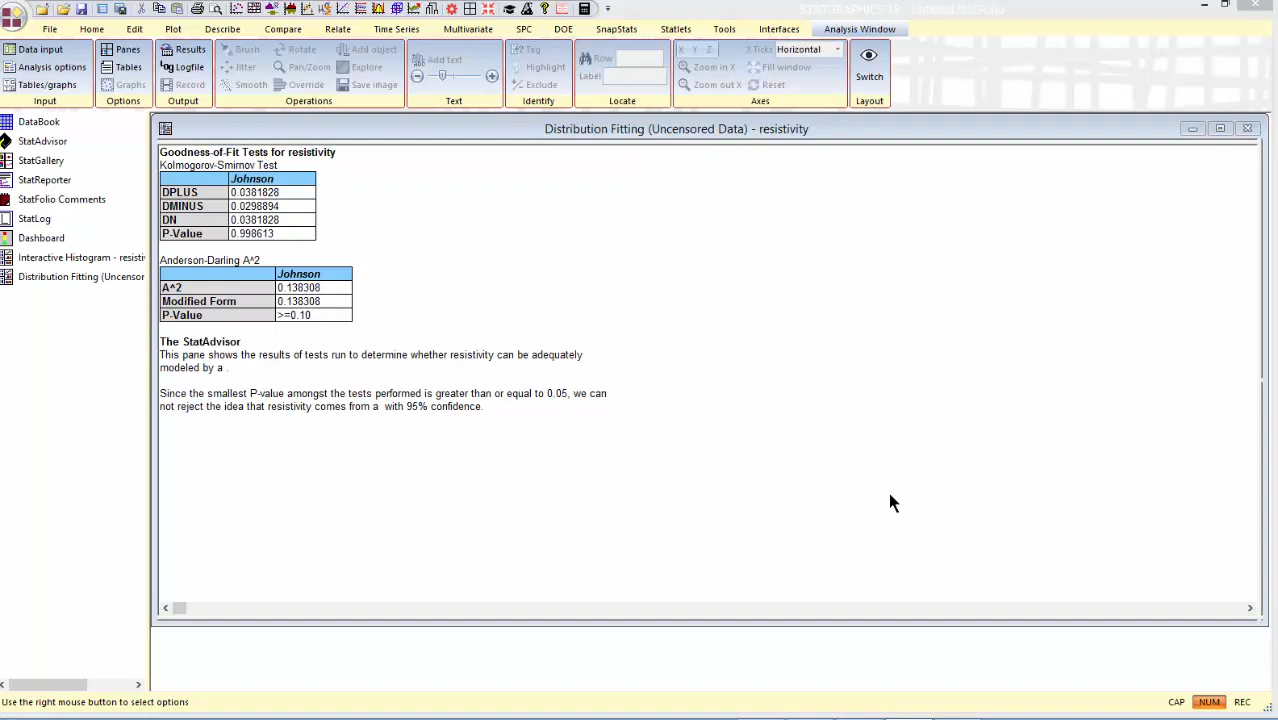 STATGRAPHICS 19 - Untitled StatFolio
File Home Edit Plot Describe Compare Relate Time Series Multivariate SPC DOE SnapStats Statlets Tools Interfaces Analysis Window
Data input Panes Results Brush Rotate Add object Add text Tag Row X Y Z X Ticks Horizontal
Analysis options Tables Logfile Jitter Pan/Zoom Explore Highlight Label Zoom in X Fill window
Tables/graphs Graphs Record Smooth Override Save image Exclude Zoom out X Reset Switch
Input Options Output Operations Text Identify Locate Axes Layout
DataBook
StatAdvisor
StatGallery
StatReporter
StatFolio Comments
StatLog
Dashboard
Interactive Histogram - resisti
Distribution Fitting (Uncensor
Distribution Fitting (Uncensored Data) - resistivity
Goodness-of-Fit Tests for resistivity
Kolmogorov-Smirnov Test
Johnson
DPLUS 0.0381828
DMINUS 0.0298894
DN 0.0381828
P-Value 0.998613
Anderson-Darling A^2
Johnson
A^2 0.138308
Modified Form 0.138308
P-Value >=0.10
The StatAdvisor
This pane shows the results of tests run to determine whether resistivity can be adequately
modeled by a .
Since the smallest P-value amongst the tests performed is greater than or equal to 0.05, we can
not reject the idea that resistivity comes from a  with 95% confidence.
Use the right mouse button to select options CAP NUM REC